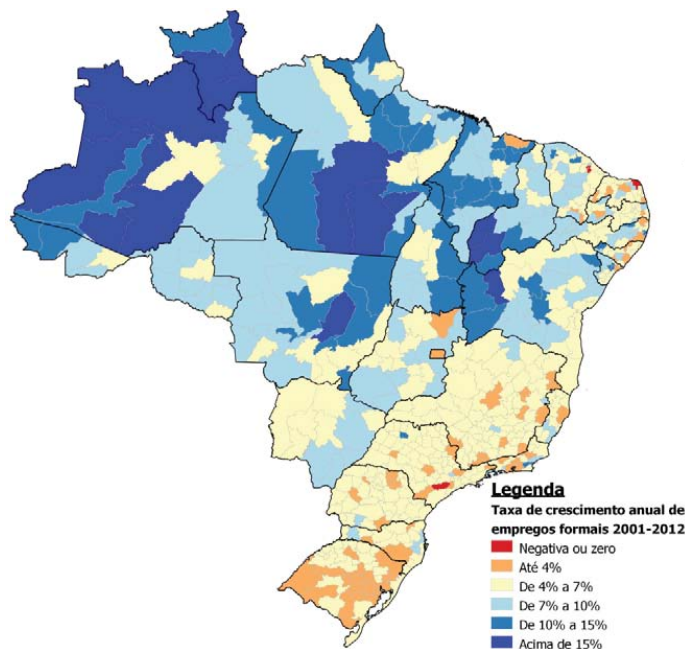 Legenda
Taxa de crescimento anual de
empregos formais 2001-2012
Negativa ou zero
Até 4%
De 4% a 7%
De 7% a 10%
De 10% a 15%
Acima de 15%